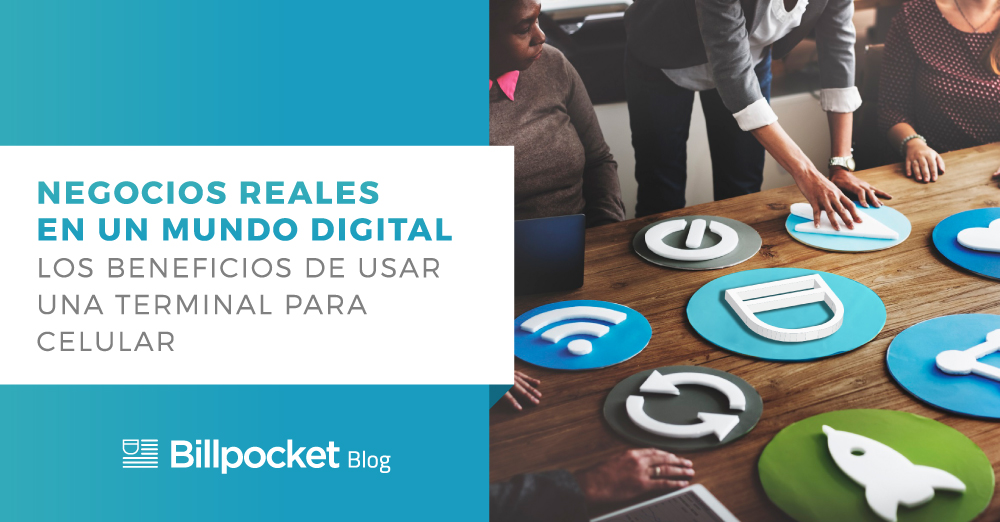 NEGOCIOS REALES
EN UN MUNDO DIGITAL
LOS BENEFICIOS DE USAR
UNA TERMINAL PARA
CELULAR
Billpocket Blog